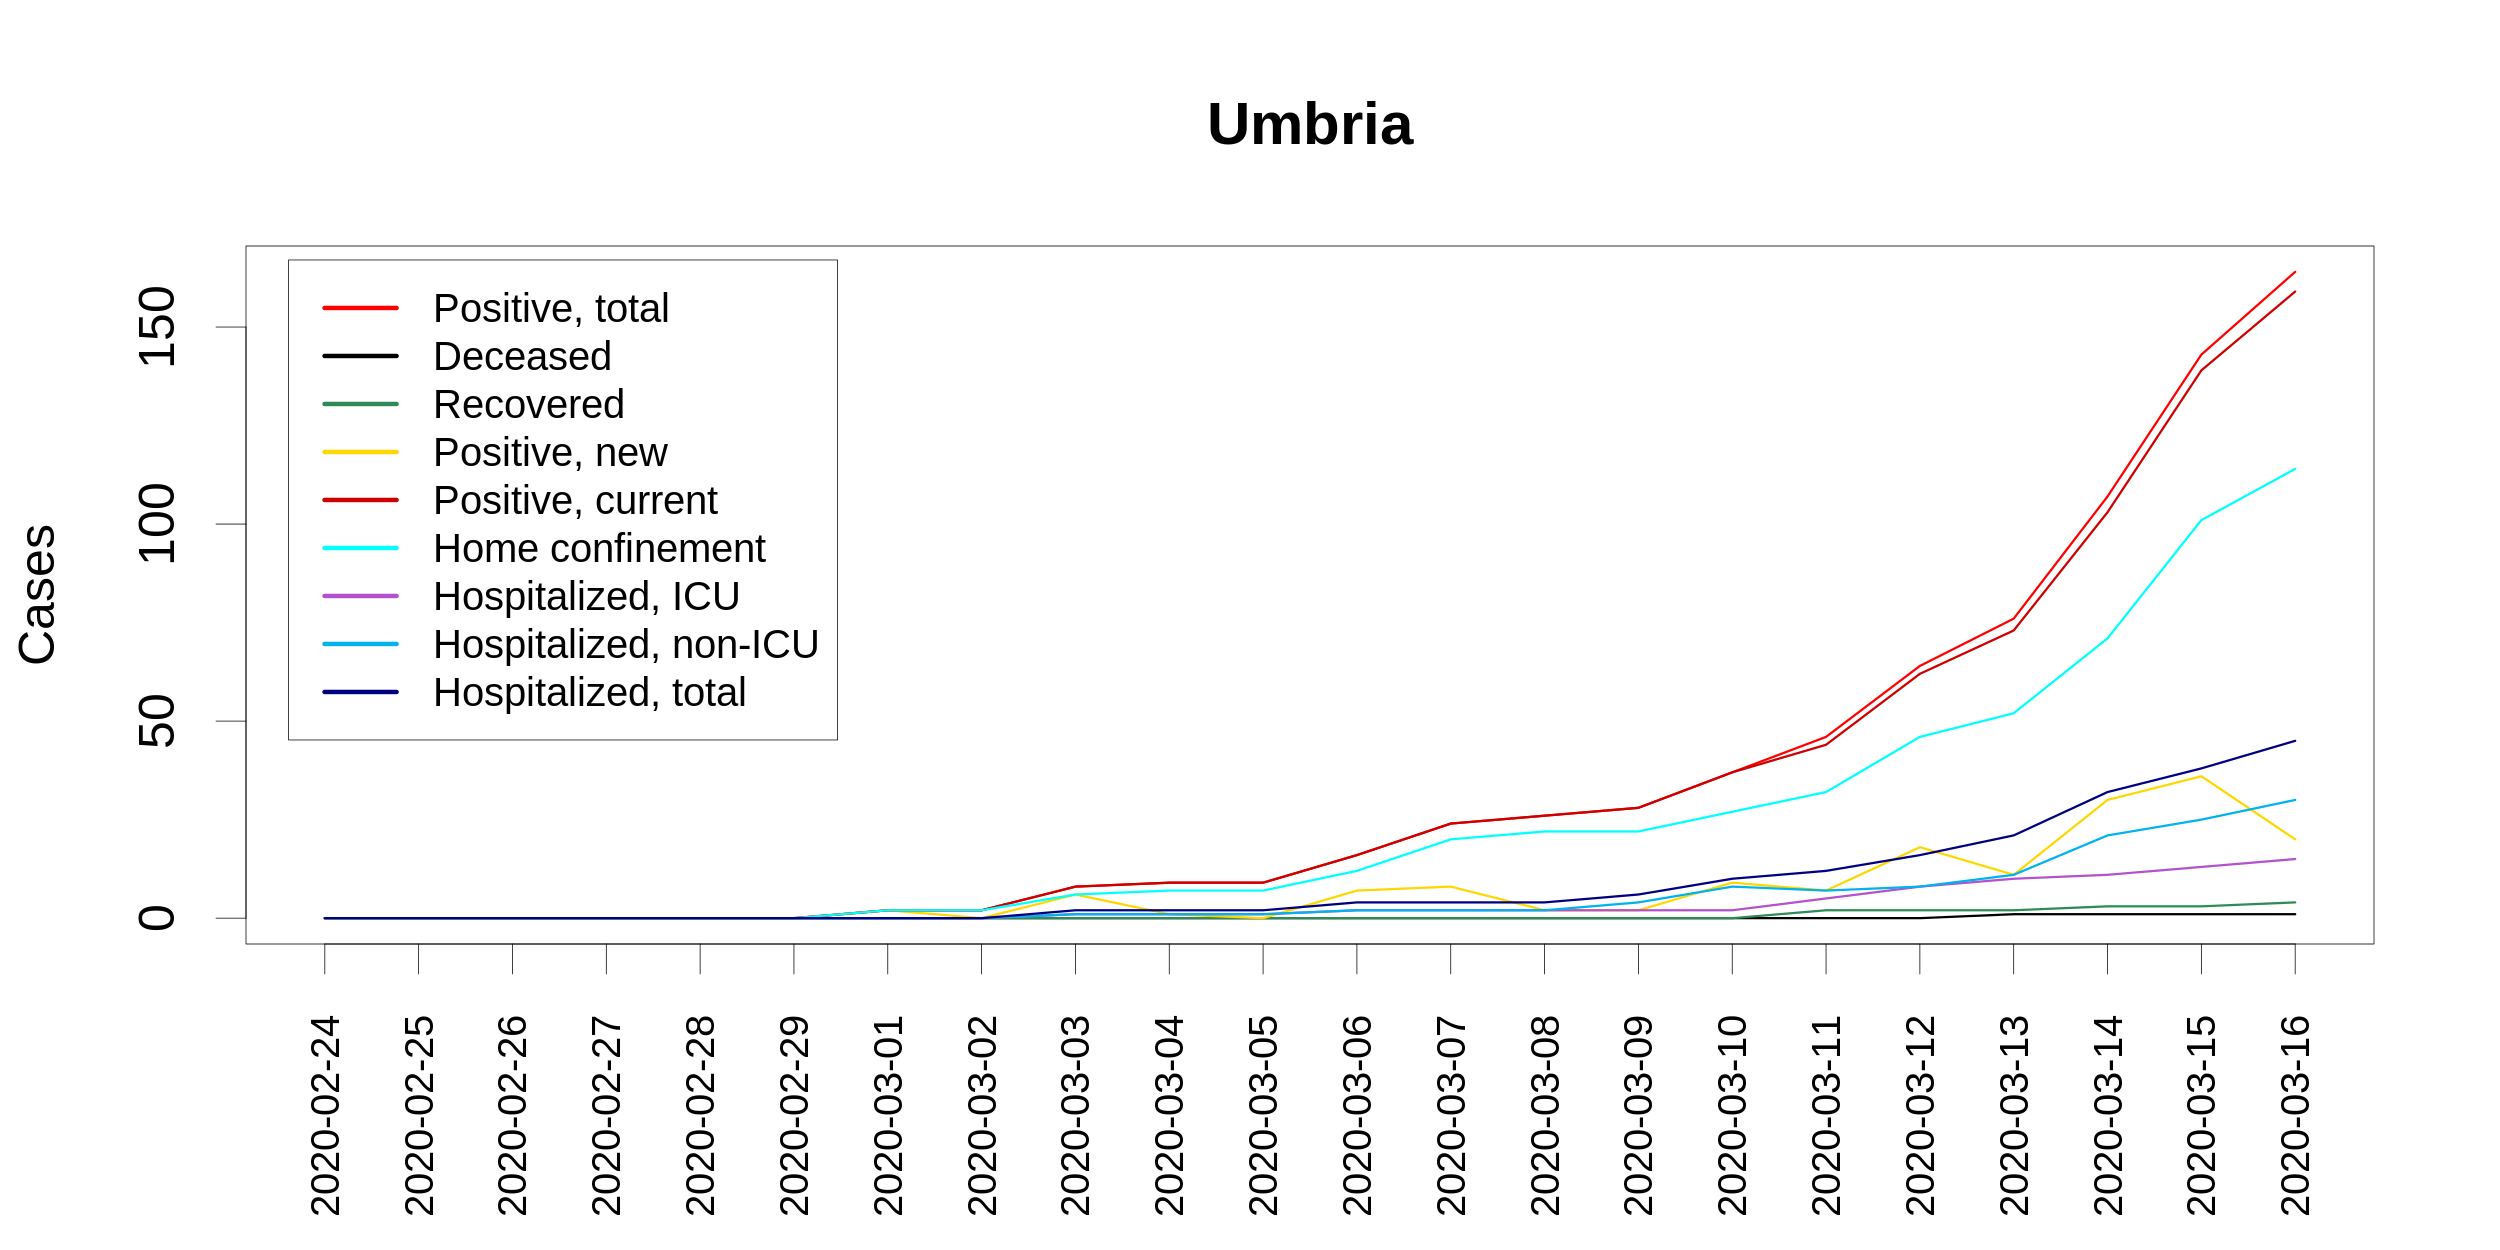 Umbria
Cases
150
100
50
0
Positive, total
Deceased
Recovered
Positive, new
Positive, current
Home confinement
Hospitalized, ICU
Hospitalized, non-ICU
Hospitalized, total
2020-02-24
2020-02-25
2020-02-26
2020-02-27
2020-02-28
2020-02-29
2020-03-01
2020-03-02
2020-03-03
2020-03-04
2020-03-05
2020-03-06
2020-03-07
2020-03-08
2020-03-09
2020-03-10
2020-03-11
2020-03-12
2020-03-13
2020-03-14
2020-03-15
2020-03-16